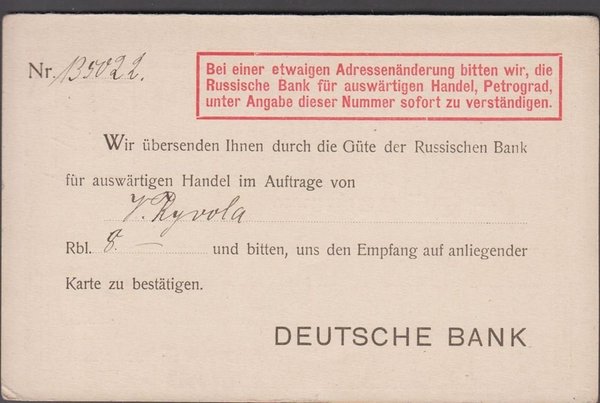 Nr. 135022.
Bei einer etwaigen Adressenänderung bitten wir, die
Russische Bank für auswärtigen Handel, Petrograd,
unter Angabe dieser Nummer sofort zu verständigen.
Wir übersenden Ihnen durch die Güte der Russischen Bank
für auswärtigen Handel im Auftrage von
V. Ryvola
Rbl. 8. — und bitten, uns den Empfang auf anliegender
Karte zu bestätigen.
DEUTSCHE BANK